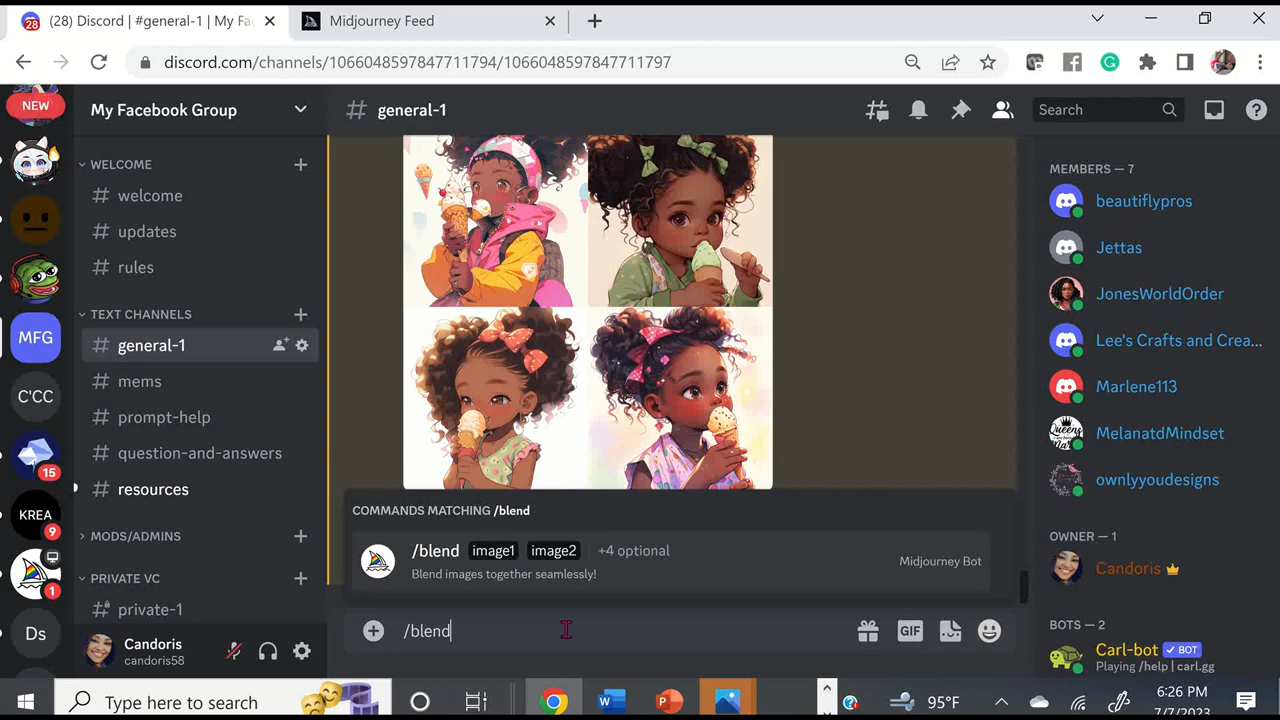 (28) Discord | #general-1 | My Fa
Midjourney Feed
28
discord.com/channels/1066048597847711794/1066048597847711797
NEW
My Facebook Group
general-1
Search
WELCOME
welcome
updates
rules
TEXT CHANNELS
general-1
mems
prompt-help
question-and-answers
resources
MODS/ADMINS
PRIVATE VC
private-1
MFG
C'CC
15
KREA
9
1
Ds
Candoris
candoris58
COMMANDS MATCHING /blend
/blend image1 image2 +4 optional
Blend images together seamlessly!
Midjourney Bot
/blend
GIF
MEMBERS — 7
beautiflypros
Jettas
JonesWorldOrder
Lee's Crafts and Crea...
Marlene113
MelanatdMindset
ownlyyoudesigns
OWNER — 1
Candoris
BOTS — 2
Carl-bot ✓ BOT
Playing /help | carl.gg
Type here to search
95°F
6:26 PM
7/7/2023